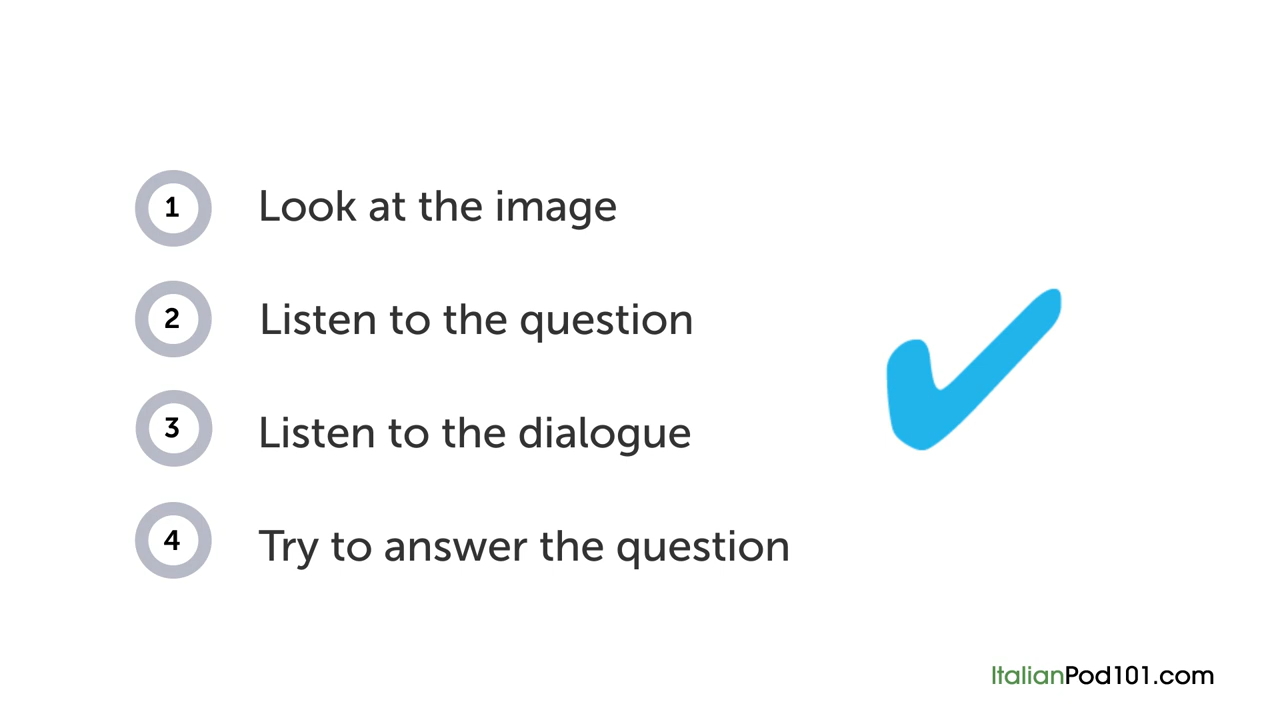 1 Look at the image
2 Listen to the question
3 Listen to the dialogue
4 Try to answer the question
ItalianPod101.com